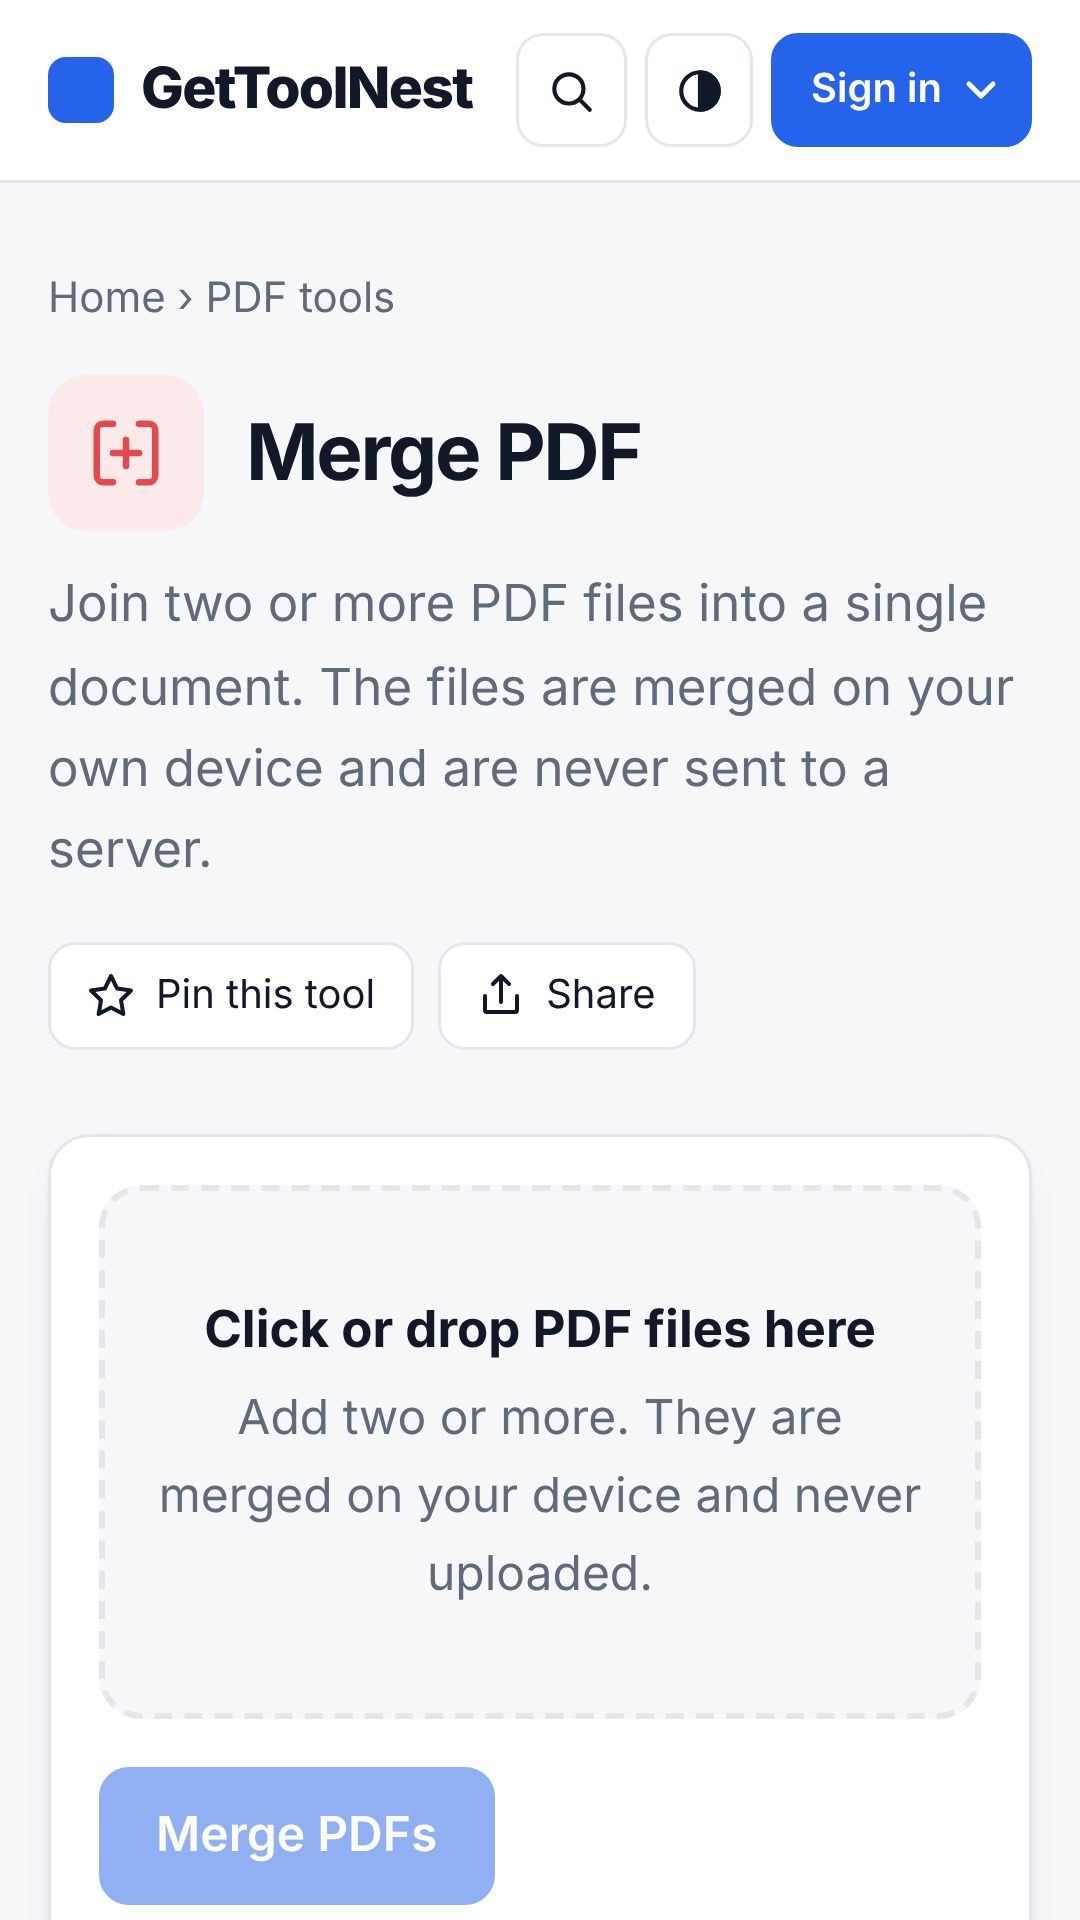 GetToolNest
Sign in
Home › PDF tools
Merge PDF
Join two or more PDF files into a single
document. The files are merged on your
own device and are never sent to a
server.
Pin this tool
Share
Click or drop PDF files here
Add two or more. They are
merged on your device and never
uploaded.
Merge PDFs